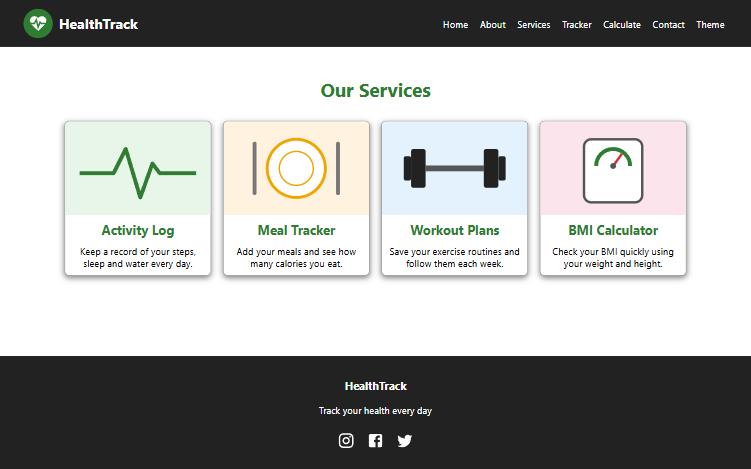 HealthTrack
Home About Services Tracker Calculate Contact Theme
Our Services
Activity Log
Keep a record of your steps,
sleep and water every day.
Meal Tracker
Add your meals and see how
many calories you eat.
Workout Plans
Save your exercise routines and
follow them each week.
BMI Calculator
Check your BMI quickly using
your weight and height.
HealthTrack
Track your health every day